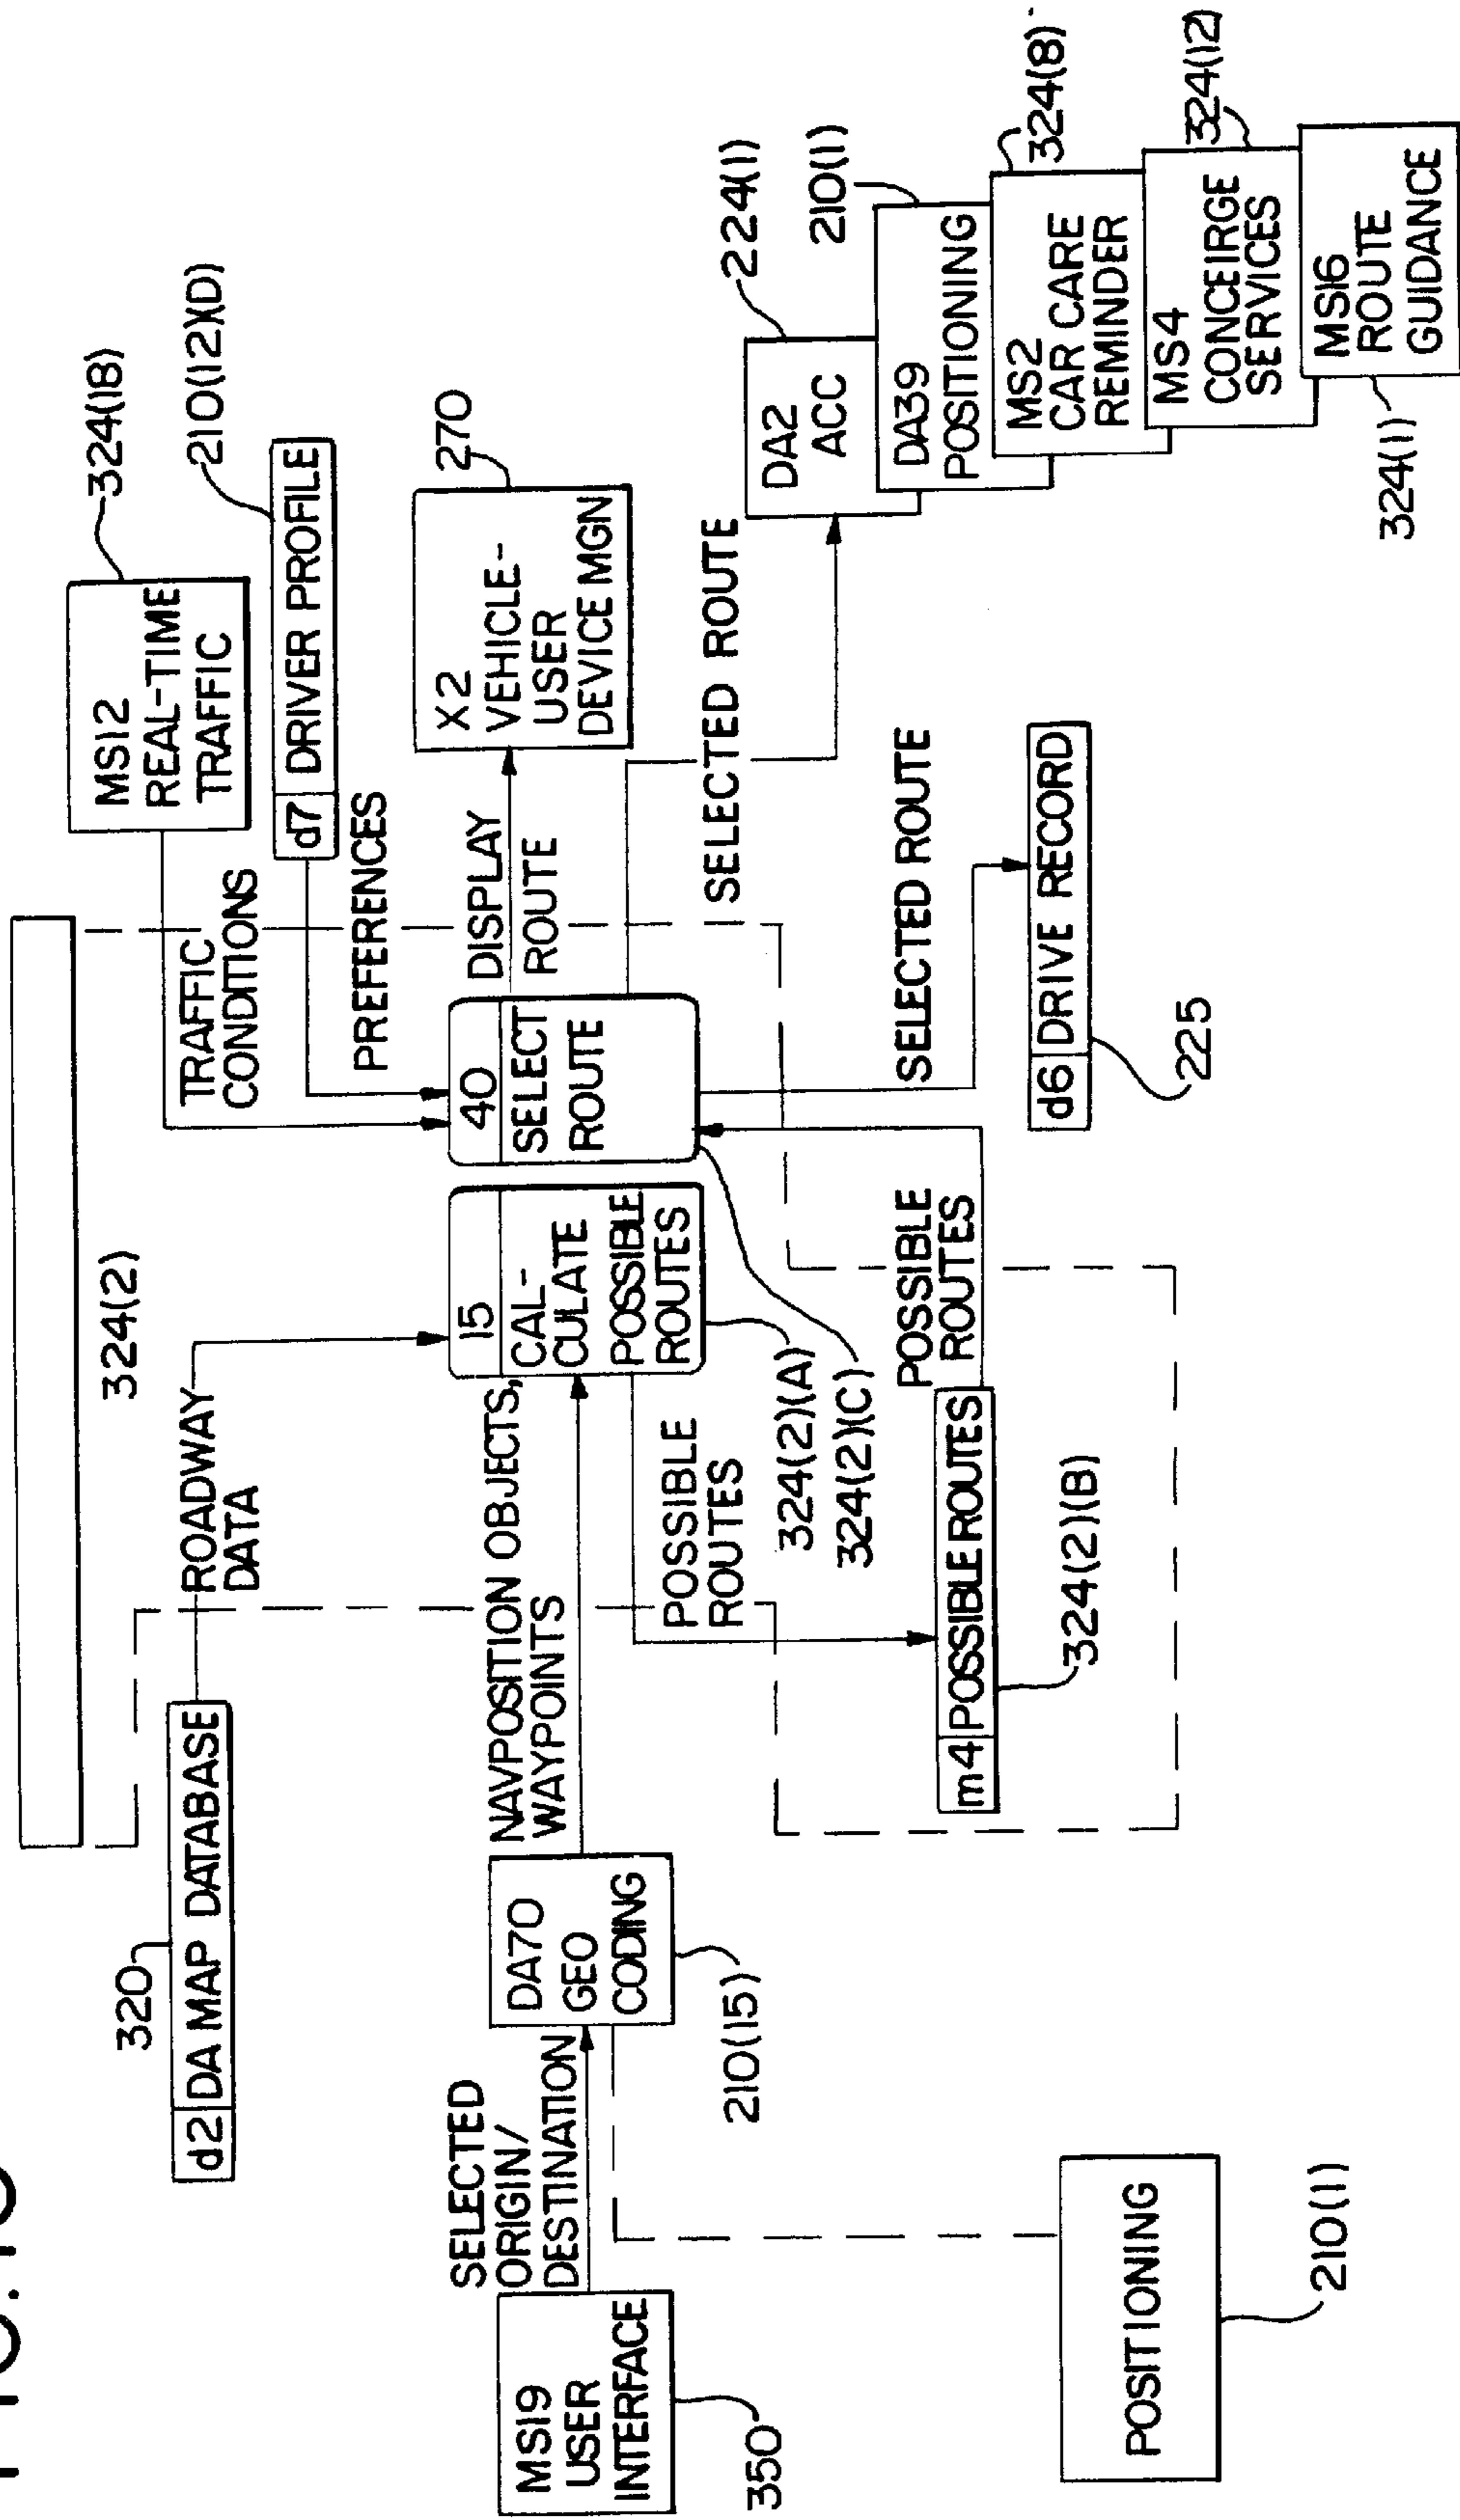 324(2)
320
d2 DA MAP DATABASE
ROADWAY
DATA
MS12
REAL-TIME
TRAFFIC
324(18)
TRAFFIC
CONDITIONS
d7 DRIVER PROFILE
210(12)(D)
PREFERENCES
MS19
USER
INTERFACE
350
SELECTED
ORIGIN/
DESTINATION
DA70
GEO
CODING
210(15)
NAVPOSITION OBJECTS,
WAYPOINTS
15
CAL-
CULATE
POSSIBLE
ROUTES
324(2)(A)
40
SELECT
ROUTE
324(2)(C)
DISPLAY
ROUTE
X2
VEHICLE-
USER
DEVICE MGN
270
POSSIBLE
ROUTES
SELECTED ROUTE
m4 POSSIBLE ROUTES
324(2)(B)
POSSIBLE
ROUTES
SELECTED ROUTE
d6 DRIVE RECORD
225
POSITIONING
210(1)
DA2
ACC
224(1)
DA39
POSITIONING
210(1)
MS2
CAR CARE
REMINDER
324(8)
MS4
CONCEIRGE
SERVICES
324(12)
MS16
ROUTE
GUIDANCE
324(1)